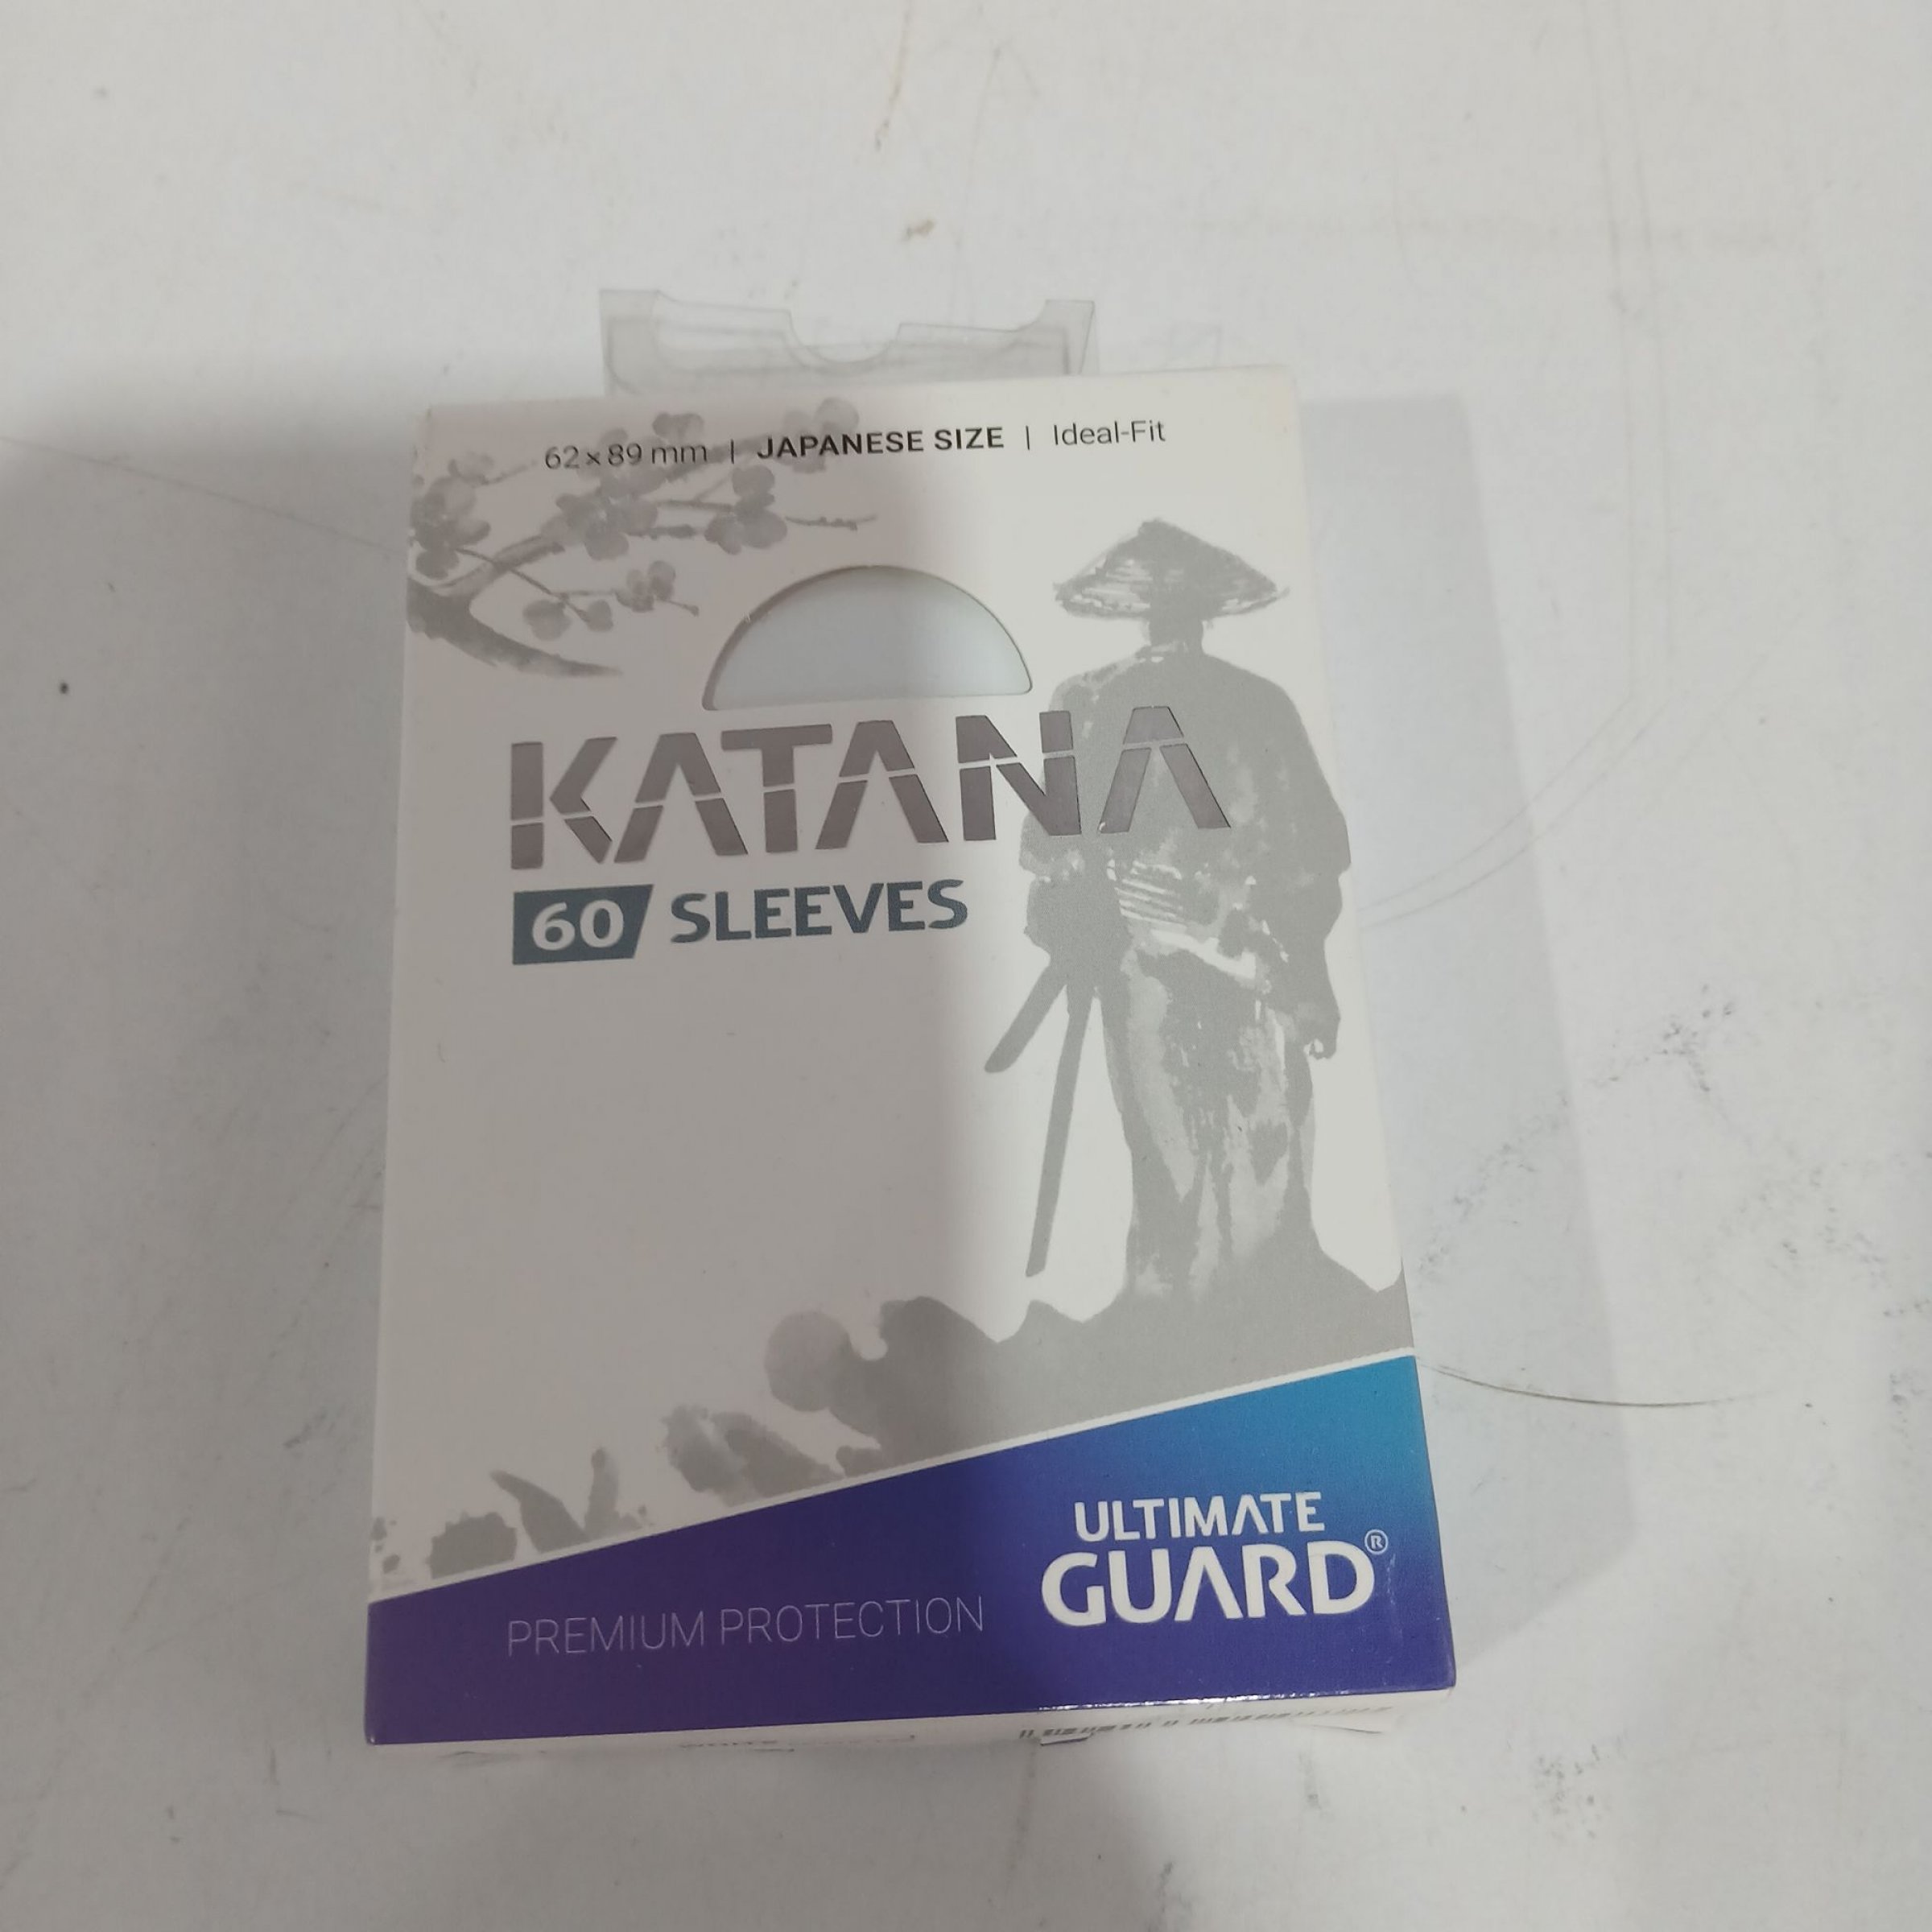 62 × 89 mm | JAPANESE SIZE | Ideal-Fit
KATANA
60 SLEEVES
ULTIMATE
GUARD®
PREMIUM PROTECTION